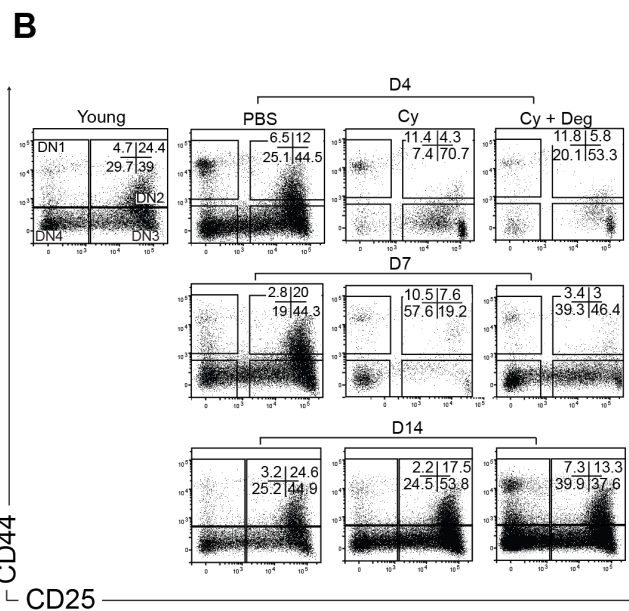 B
D4
Young PBS Cy Cy + Deg
DN1 4.7 24.4
29.7 39
DN2
DN4 DN3
6.5 12
25.1 44.5
11.4 4.3
7.4 70.7
11.8 5.8
20.1 53.3
D7
2.8 20
19 44.3
10.5 7.6
57.6 19.2
3.4 3
39.3 46.4
D14
3.2 24.6
25.2 44.9
2.2 17.5
24.5 53.8
7.3 13.3
39.9 37.6
CD44
CD25